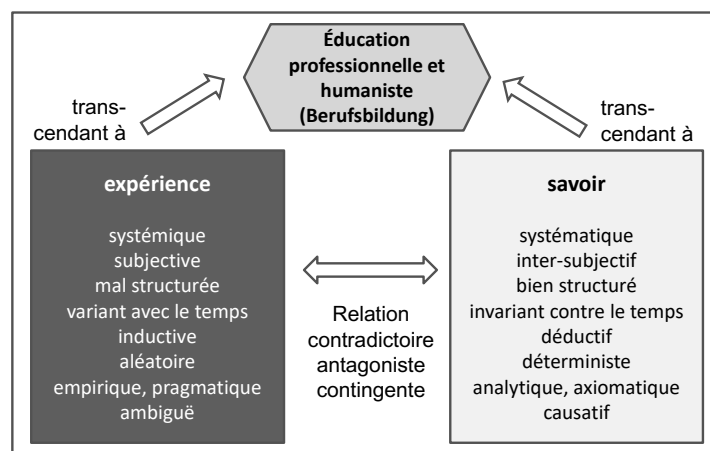 Éducation
professionnelle et
humaniste
(Berufsbildung)
trans-
cendant à
trans-
cendant à
expérience
systémique
subjective
mal structurée
variant avec le temps
inductive
aléatoire
empirique, pragmatique
ambiguë
Relation
contradictoire
antagoniste
contingente
savoir
systématique
inter-subjectif
bien structuré
invariant contre le temps
déductif
déterministe
analytique, axiomatique
causatif